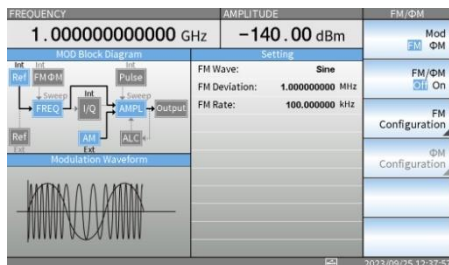 FREQUENCY
AMPLITUDE
FM/ΦM
1.000000000000 GHz
−140.00 dBm
Mod
FM ΦM
MOD Block Diagram
Setting
Int Int Int
Ref FMΦM Pulse
Sweep Int Sweep
FREQ I/Q AMPL Output
Ref AM ALC
Ext Ext
Modulation Waveform
FM Wave: Sine
FM Deviation: 1.000000000 MHz
FM Rate: 100.000000 kHz
FM/ΦM
Off On
FM
Configuration
ΦM
Configuration
2023/09/25 12:37:57